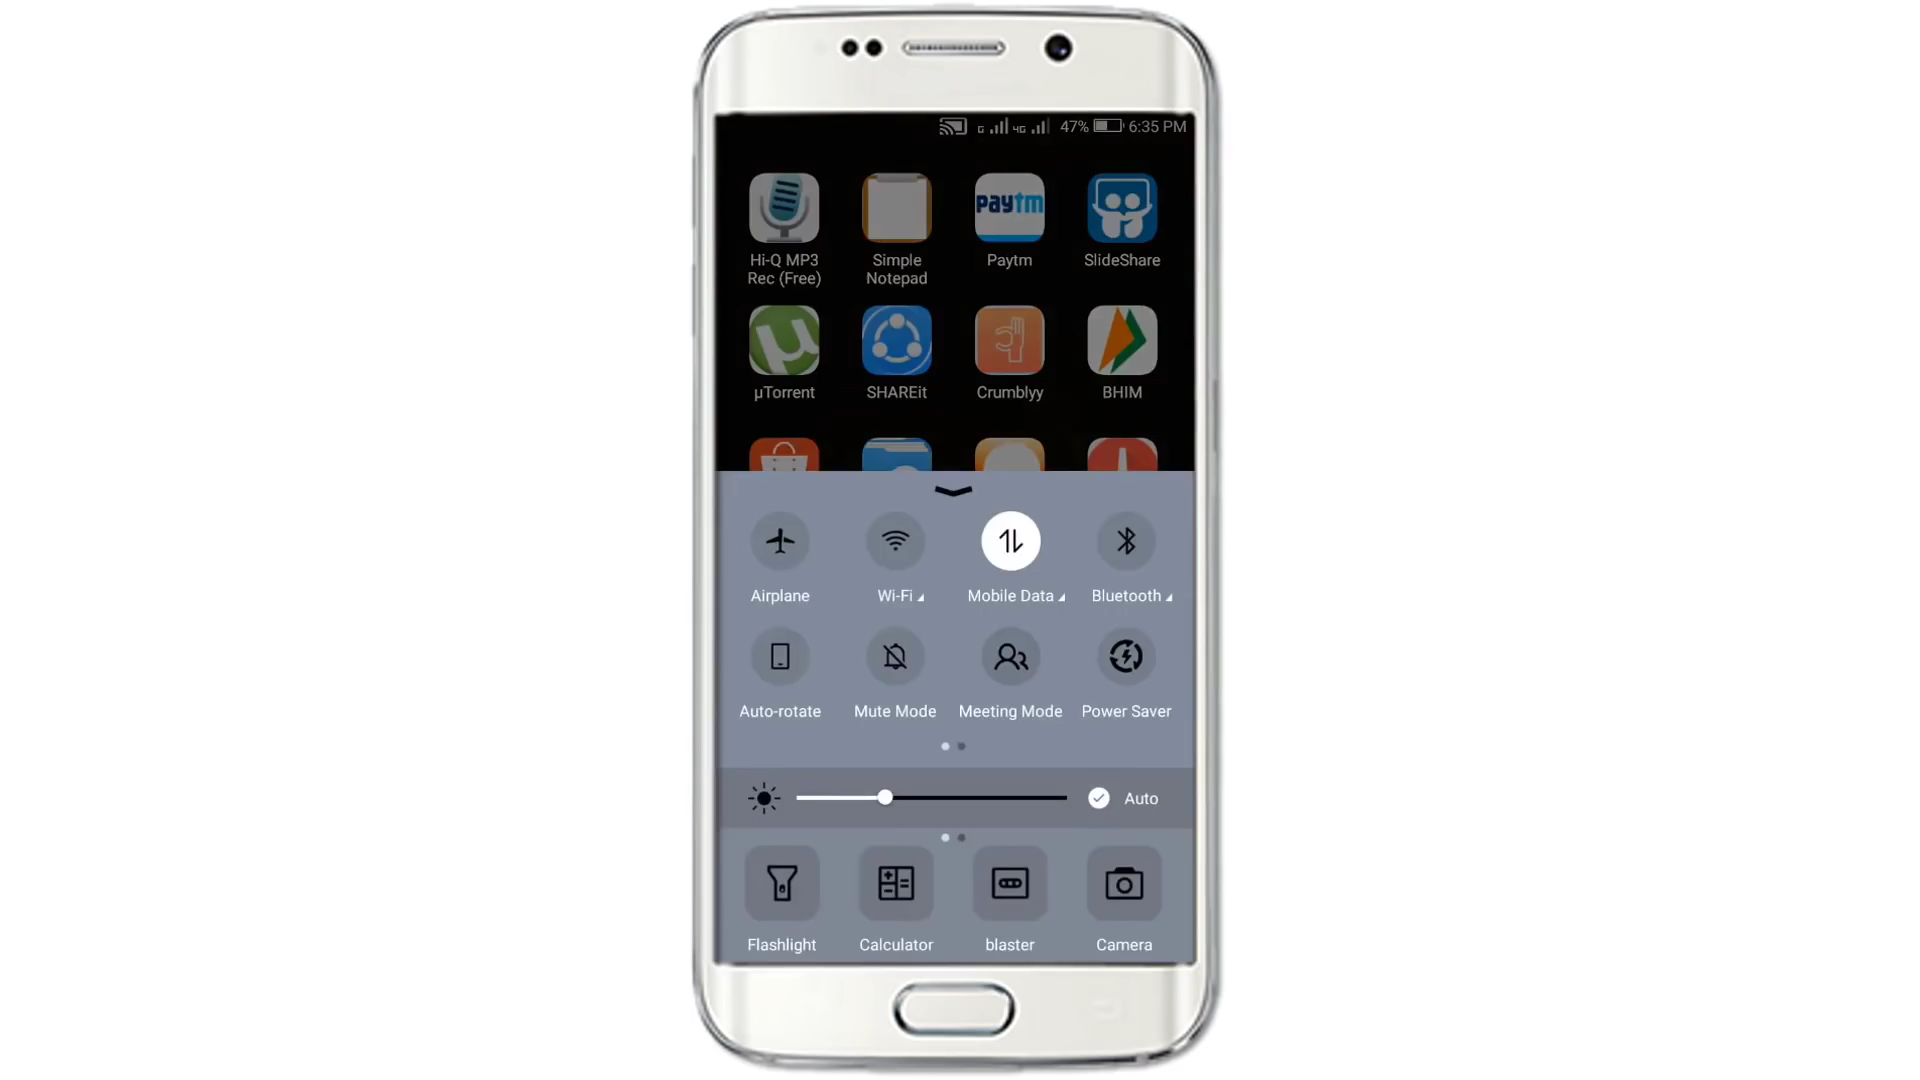 G 4G 47% 6:35 PM
paytm
Hi-Q MP3 Rec (Free)
Simple Notepad
Paytm
SlideShare
µ
µTorrent
SHAREit
Crumblyy
BHIM
Airplane
Wi-Fi
Mobile Data
Bluetooth
Auto-rotate
Mute Mode
Meeting Mode
Power Saver
Auto
Flashlight
Calculator
blaster
Camera